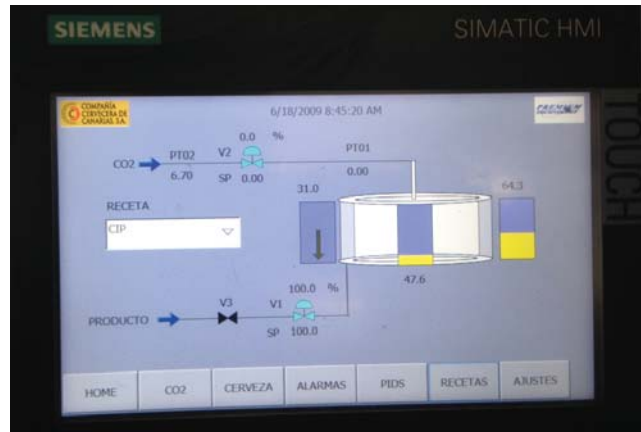 SIEMENS
SIMATIC HMI
TOUCH
COMPAÑIA
CERVECERA DE
CANARIAS, S.A.
6/18/2009 8:45:20 AM
0.0 %
CO2 PT02 V2 PT01
6.70 SP 0.00 0.00
31.0 64.3
RECETA
CIP
47.6
100.0 %
PRODUCTO V3 V1
SP 100.0
HOME CO2 CERVEZA ALARMAS PIDS RECETAS AJUSTES